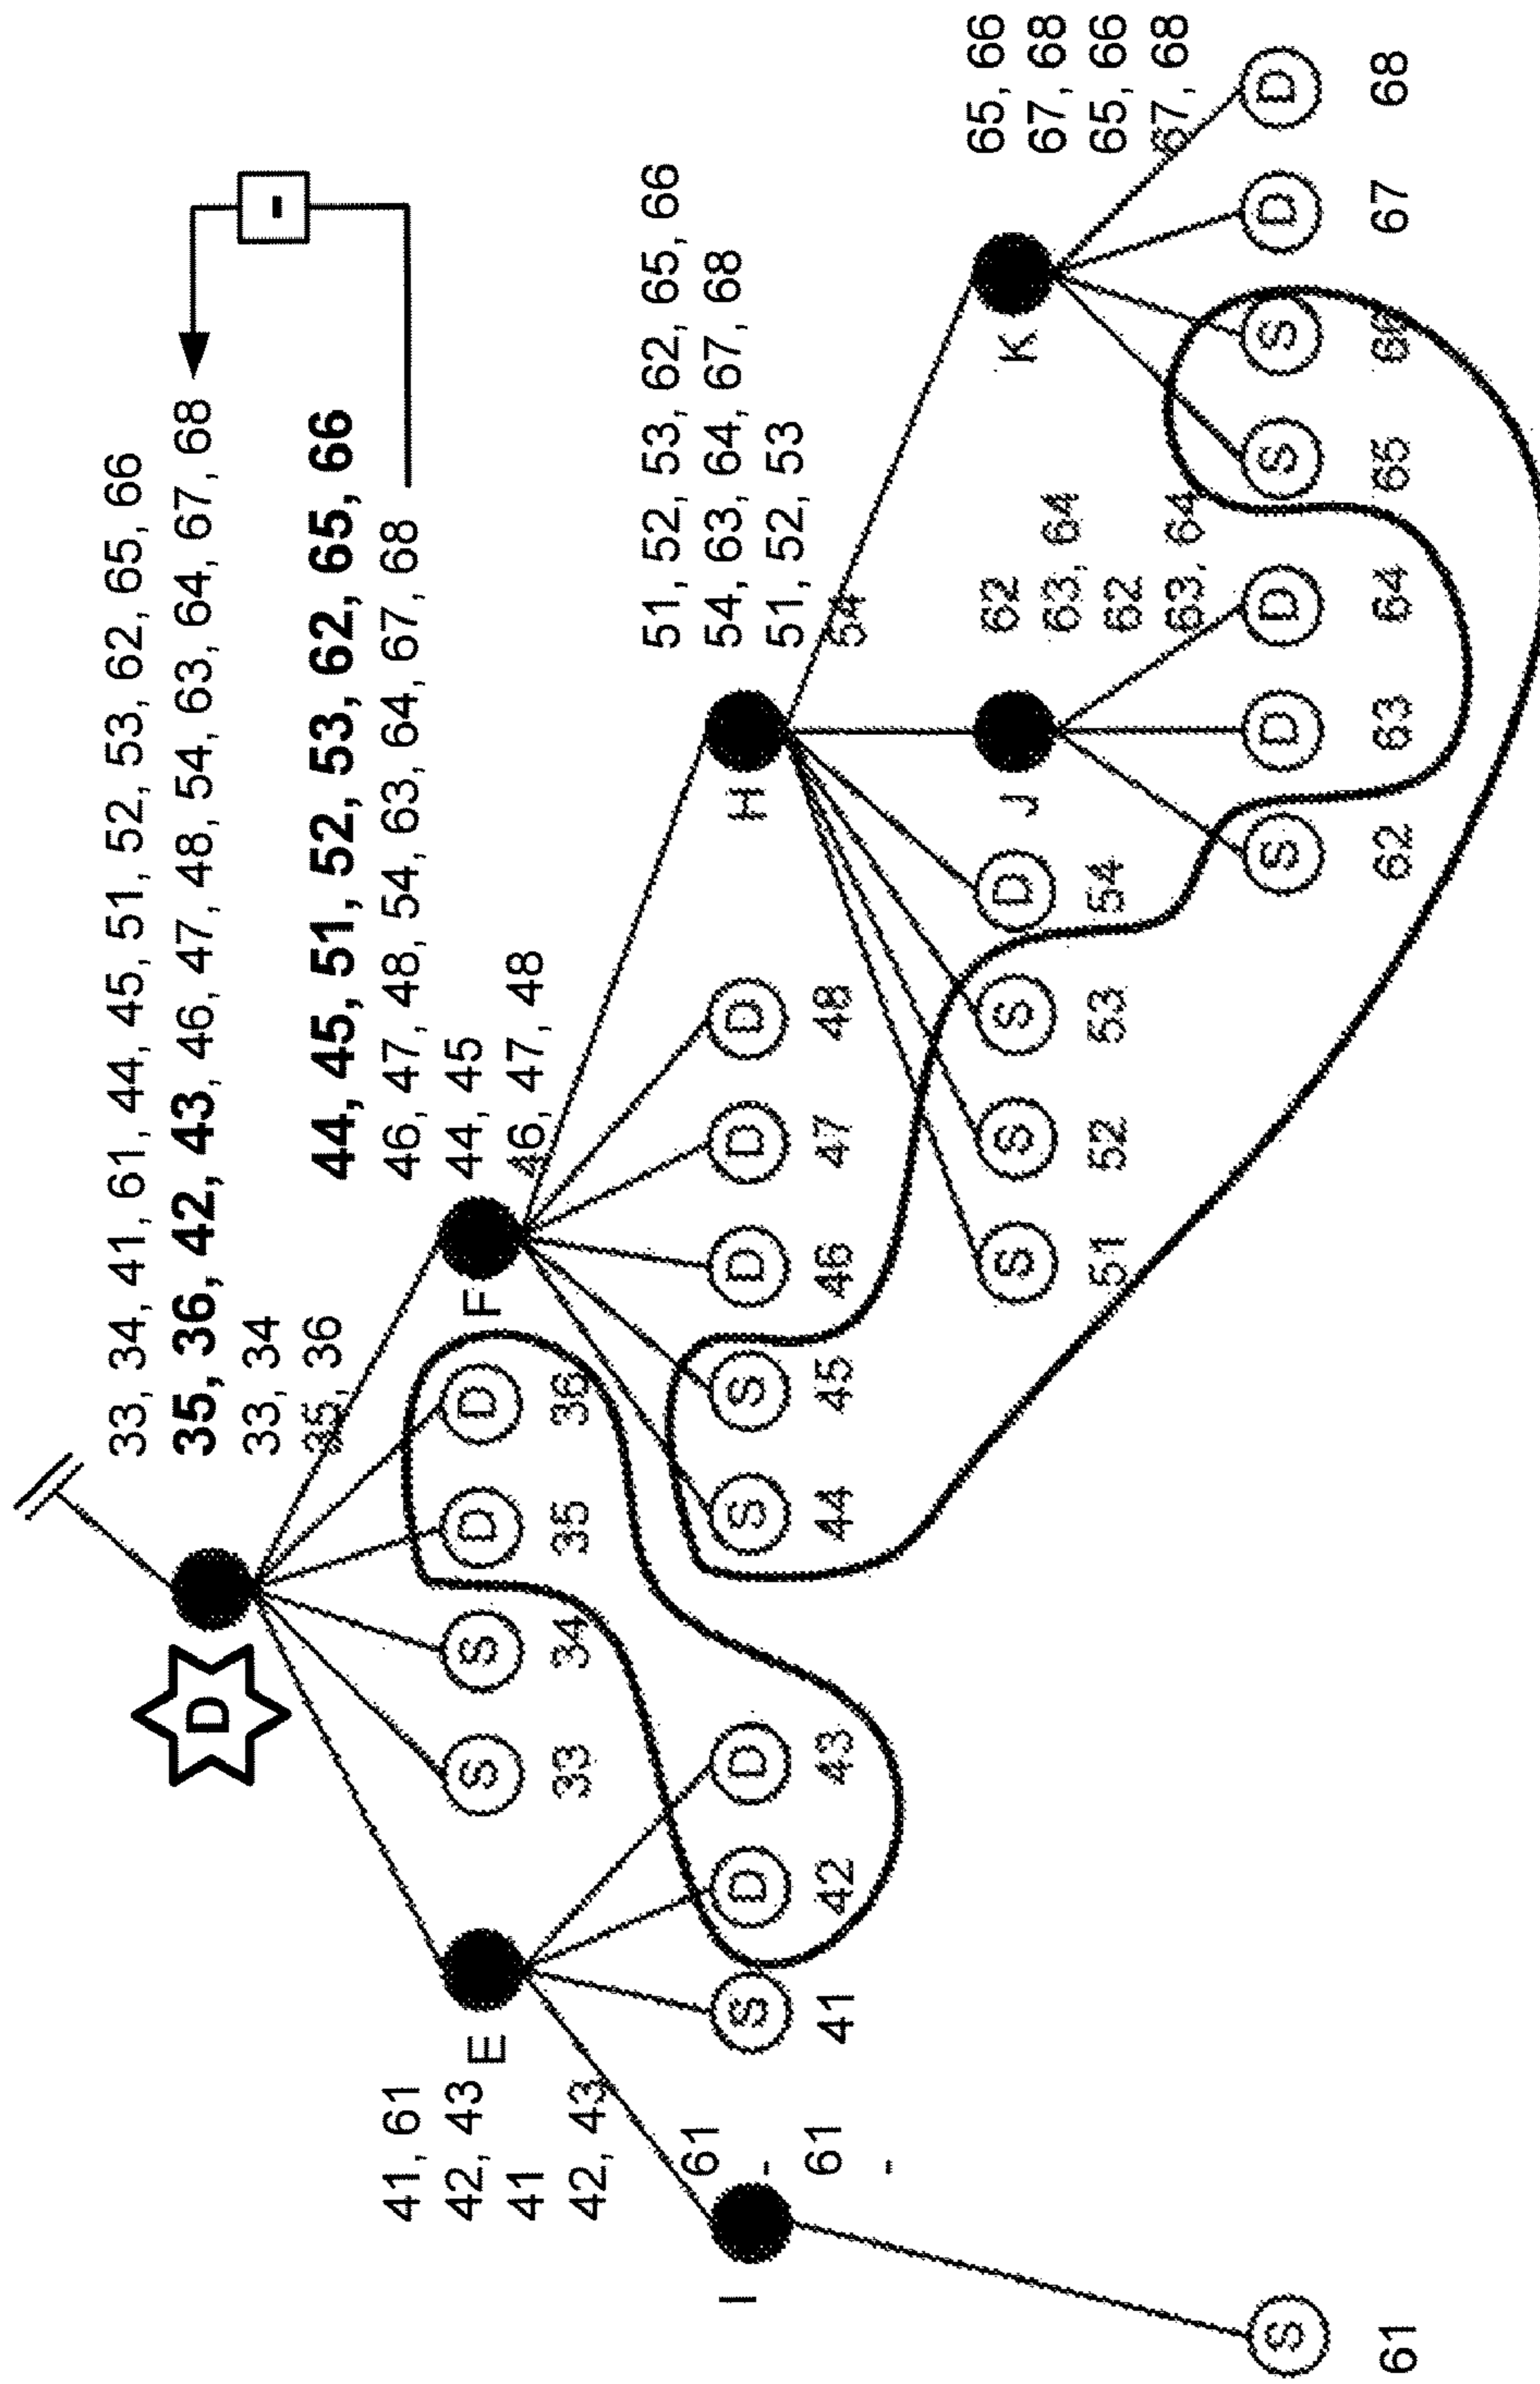 D
33, 34, 41, 61, 44, 45, 51, 52, 53, 62, 65, 66
35, 36, 42, 43, 46, 47, 48, 54, 63, 64, 67, 68
33, 34
35, 36
-
44, 45, 51, 52, 53, 62, 65, 66
46, 47, 48, 54, 63, 64, 67, 68
44, 45
46, 47, 48
41, 61
42, 43
41
42, 43
E
S S D D
33 34 35 36
F
51, 52, 53, 62, 65, 66
54, 63, 64, 67, 68
51, 52, 53
54
61
-
61
-
I
S D D
41 42 43
S S D D D
44 45 46 47 48
H
65, 66
67, 68
65, 66
67, 68
62
63, 64
62
63, 64
S S S D
51 52 53 54
J
K
S
61
S D D
62 63 64
S S D D
65 66 67 68